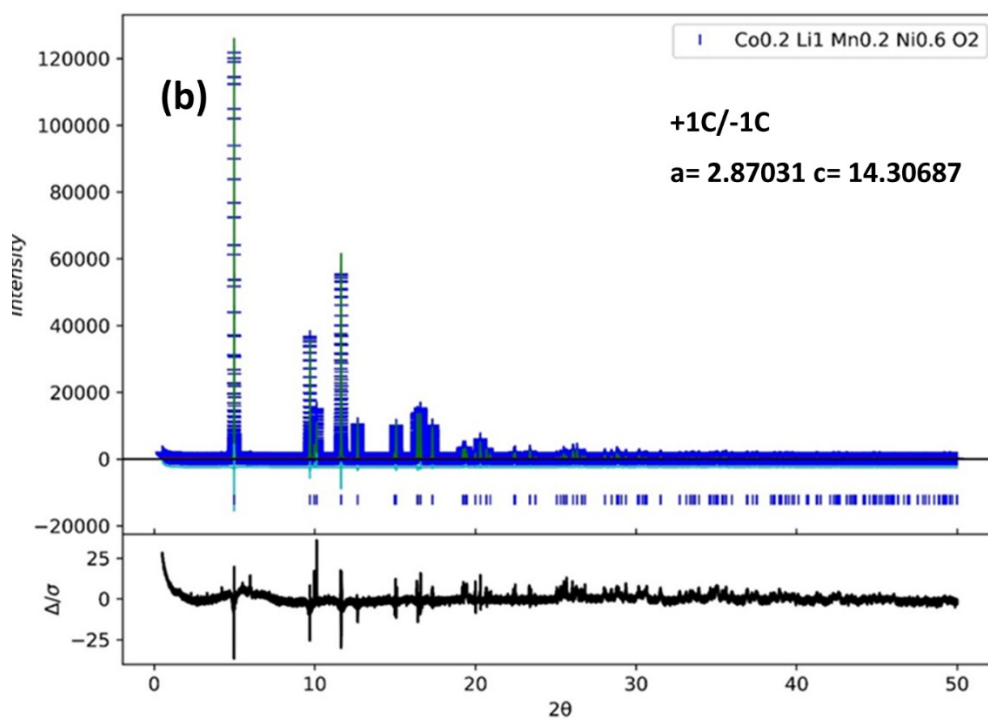 Co0.2 Li1 Mn0.2 Ni0.6 O2
(b)
+1C/-1C
a= 2.87031 c= 14.30687
Intensity
120000
100000
80000
60000
40000
20000
0
−20000
Δ/σ
25
0
−25
0 10 20 30 40 50
2θ